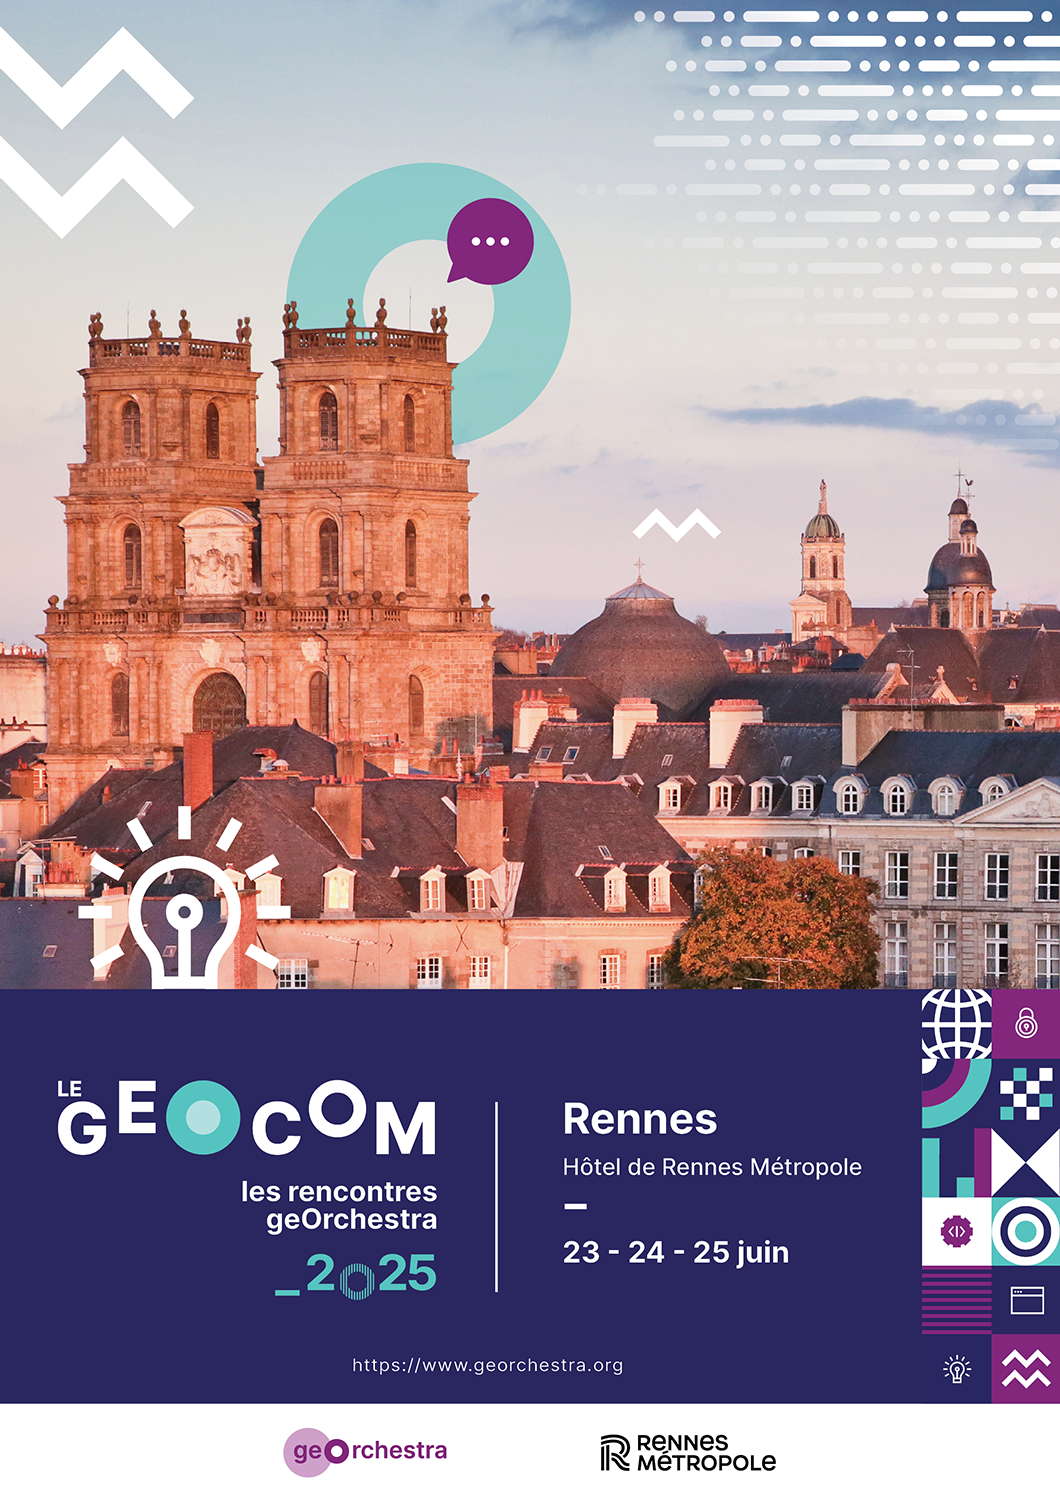 LE
GEOCOM
les rencontres
geOrchestra
_2025
Rennes
Hôtel de Rennes Métropole
23 - 24 - 25 juin
https://www.georchestra.org
geOrchestra
RENNES
MÉTROPOLE